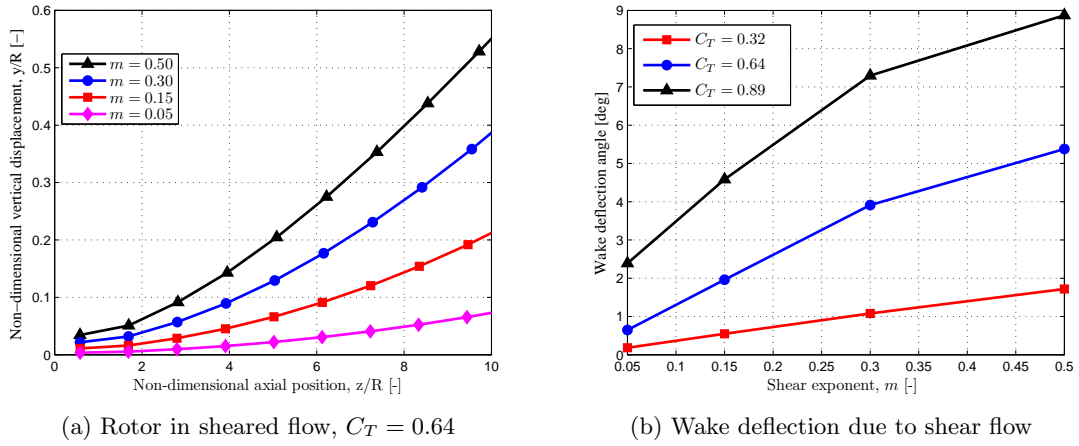 Non–dimensional vertical displacement, y/R [–]
0.6
0.5
0.4
0.3
0.2
0.1
0
m = 0.50
m = 0.30
m = 0.15
m = 0.05
0 2 4 6 8 10
Non-dimensional axial position, z/R [-]
(a) Rotor in sheared flow, C_T = 0.64
Wake deflection angle [deg]
9
8
7
6
5
4
3
2
1
0
C_T = 0.32
C_T = 0.64
C_T = 0.89
0.05 0.1 0.15 0.2 0.25 0.3 0.35 0.4 0.45 0.5
Shear exponent, m [-]
(b) Wake deflection due to shear flow